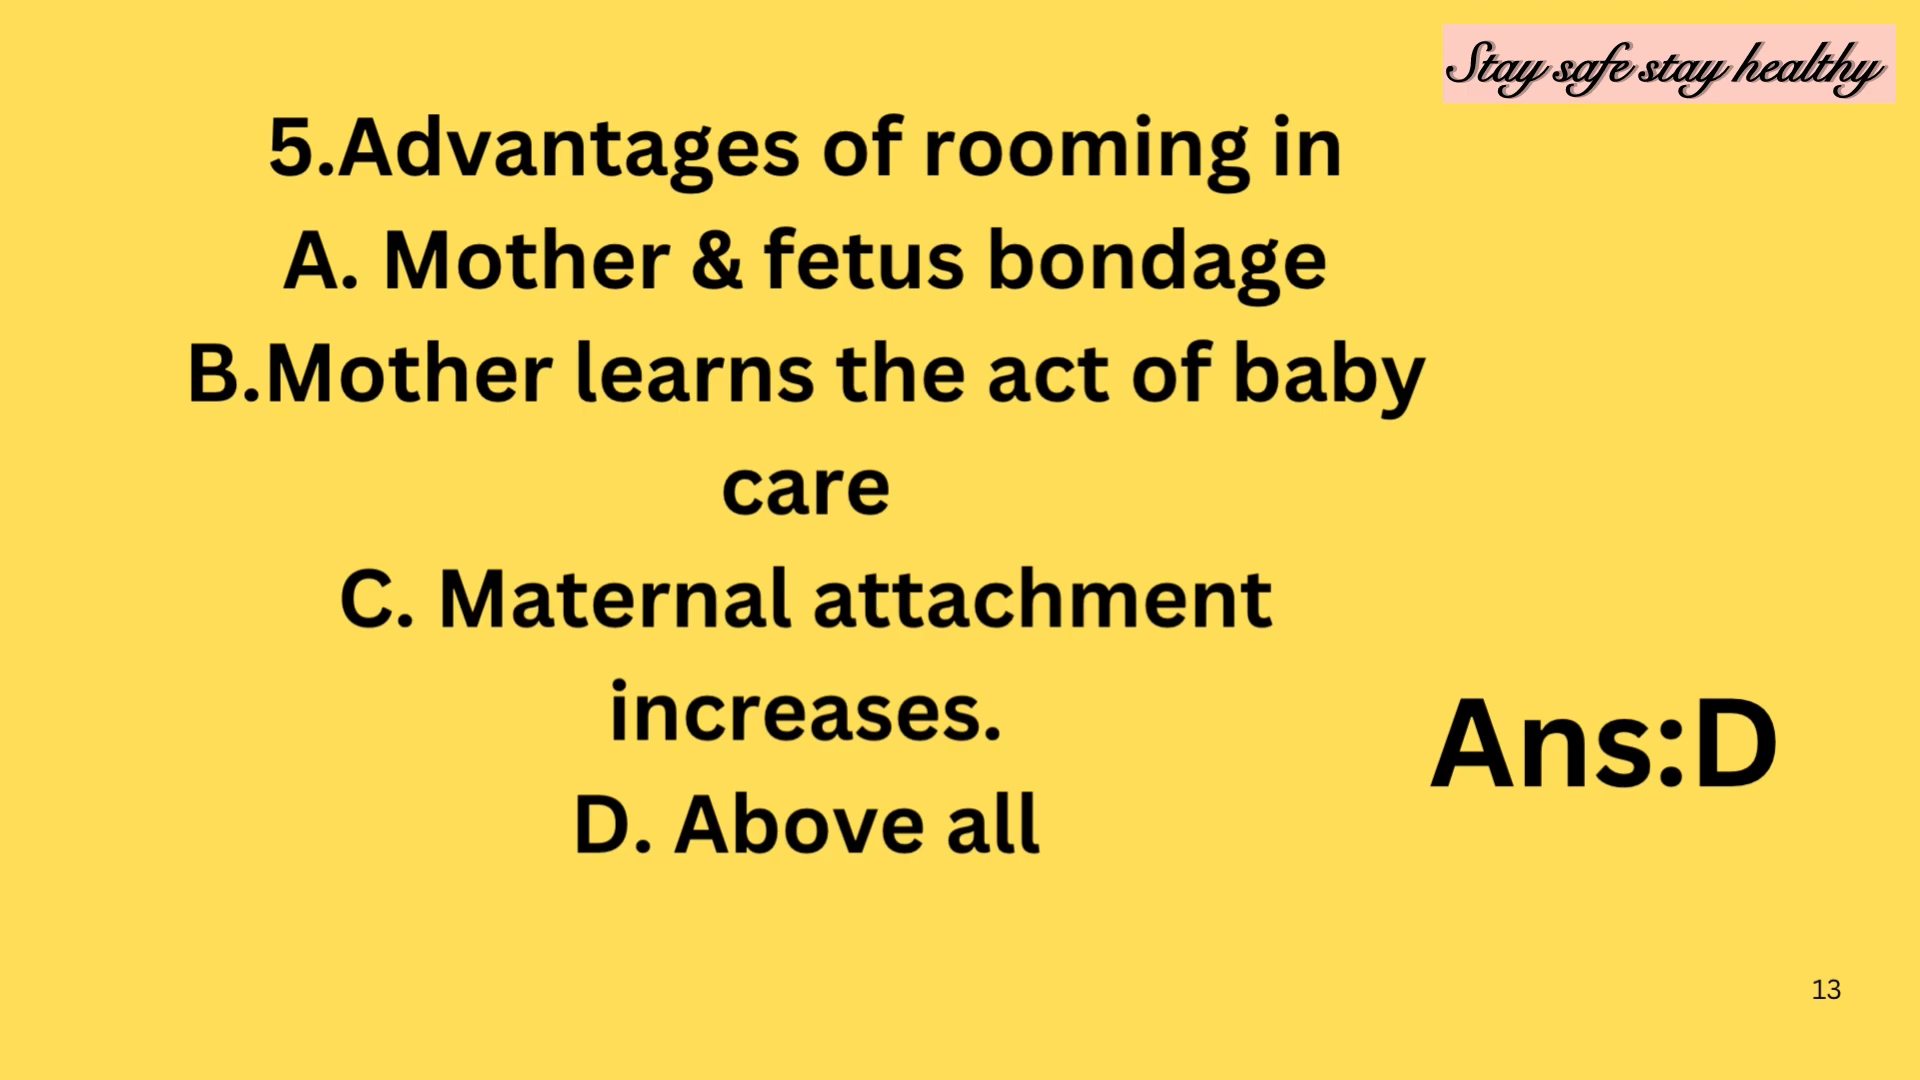 Stay safe stay healthy
5.Advantages of rooming in
A. Mother & fetus bondage
B.Mother learns the act of baby
care
C. Maternal attachment
increases.
D. Above all
Ans:D
13